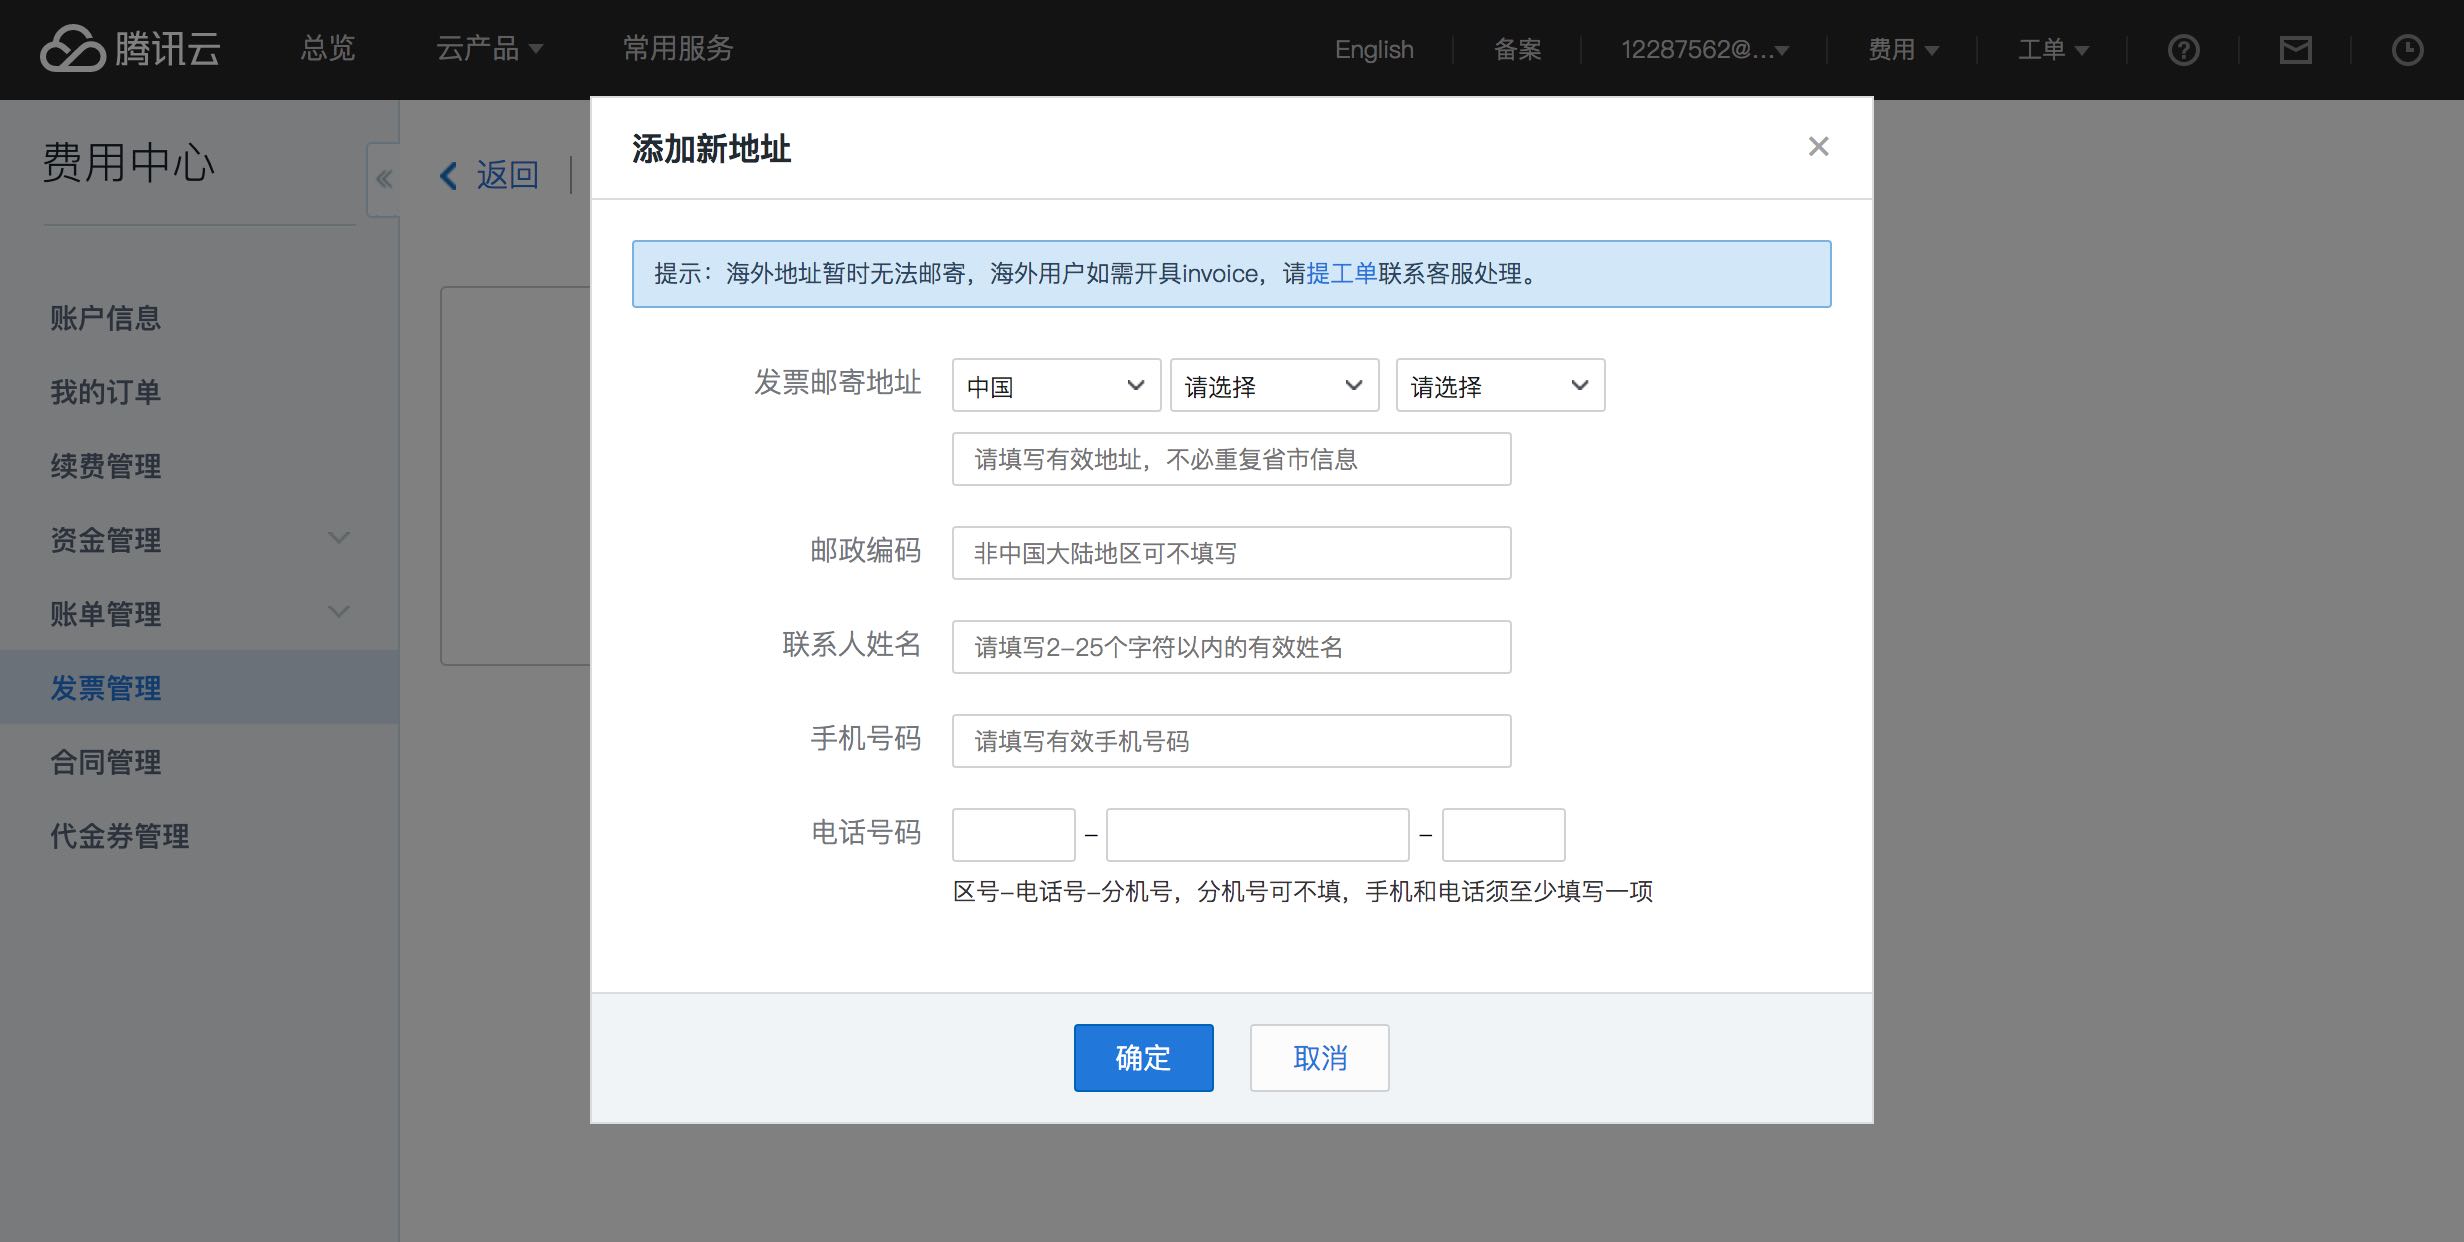 腾讯云
总览
云产品
常用服务
English
备案
12287562@...
费用
工单
费用中心
返回
账户信息
我的订单
续费管理
资金管理
账单管理
发票管理
合同管理
代金券管理
添加新地址
提示：海外地址暂时无法邮寄，海外用户如需开具invoice，请提工单联系客服处理。
发票邮寄地址 中国 请选择 请选择
请填写有效地址，不必重复省市信息
邮政编码 非中国大陆地区可不填写
联系人姓名 请填写2-25个字符以内的有效姓名
手机号码 请填写有效手机号码
电话号码 - -
区号-电话号-分机号，分机号可不填，手机和电话须至少填写一项
确定 取消